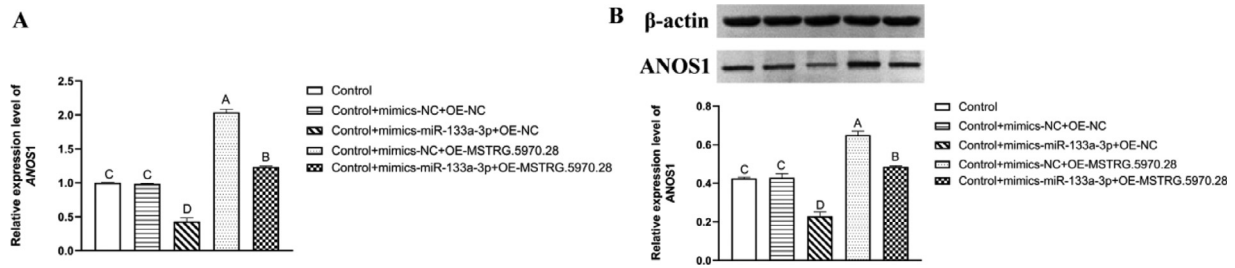 A
Relative expression level of
ANOS1
2.5
2.0
1.5
1.0
0.5
0.0
C
C
D
A
B
Control
Control+mimics-NC+OE-NC
Control+mimics-miR-133a-3p+OE-NC
Control+mimics-NC+OE-MSTRG.5970.28
Control+mimics-miR-133a-3p+OE-MSTRG.5970.28
B
β-actin
ANOS1
Relative expression level of
ANOS1
0.8
0.6
0.4
0.2
0.0
C
C
D
A
B
Control
Control+mimics-NC+OE-NC
Control+mimics-miR-133a-3p+OE-NC
Control+mimics-NC+OE-MSTRG.5970.28
Control+mimics-miR-133a-3p+OE-MSTRG.5970.28